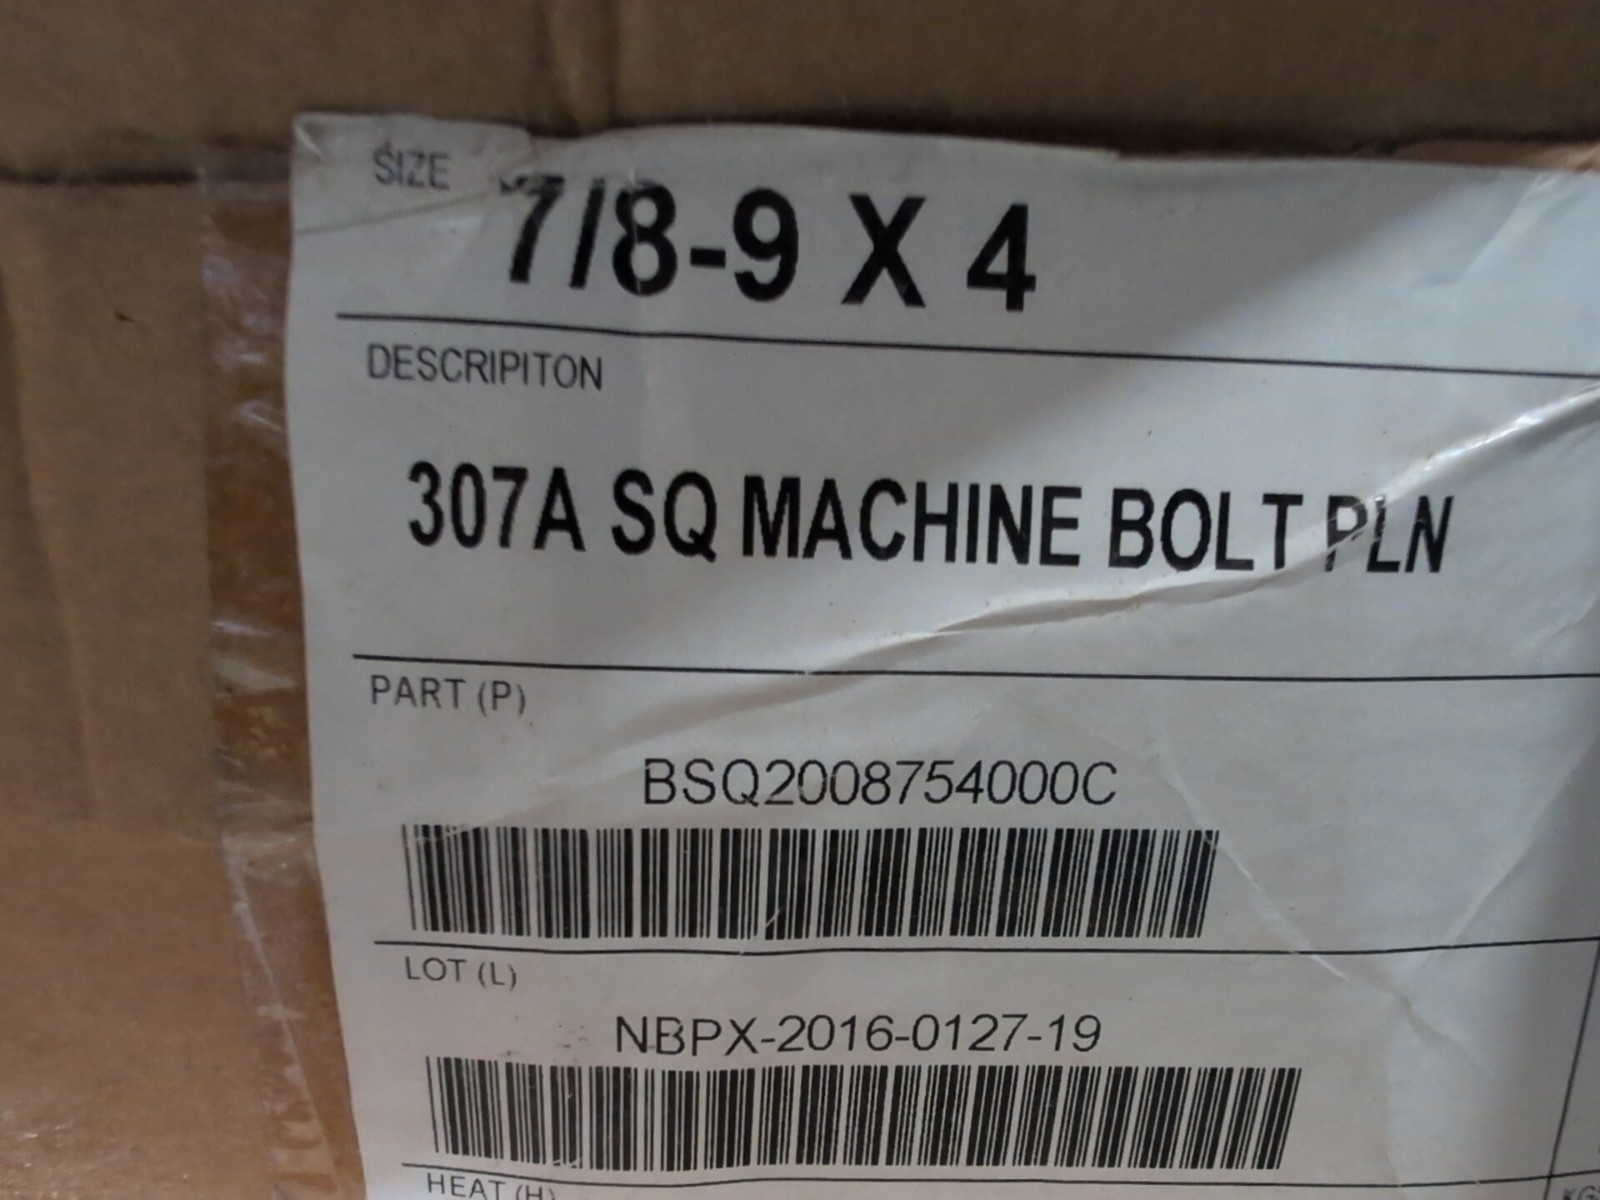 SIZE
7/8-9 X 4
DESCRIPITON
307A SQ MACHINE BOLT PLN
PART (P)
BSQ2008754000C
LOT (L)
NBPX-2016-0127-19
HEAT (H)